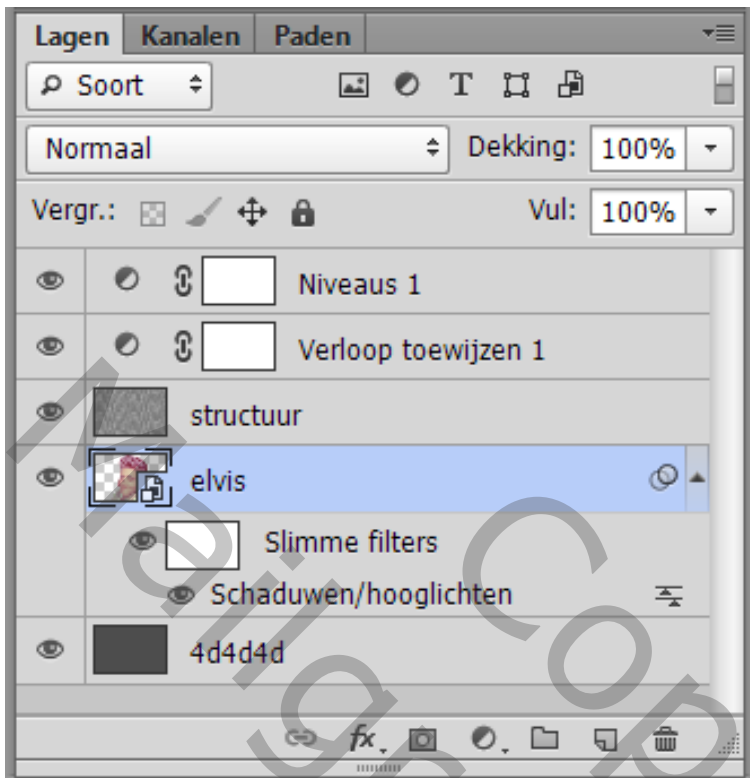 Lagen Kanalen Paden
Soort T
Normaal Dekking: 100%
Vergr.: Vul: 100%
Niveaus 1
Verloop toewijzen 1
structuur
elvis
Slimme filters
Schaduwen/hooglichten
4d4d4d
fx